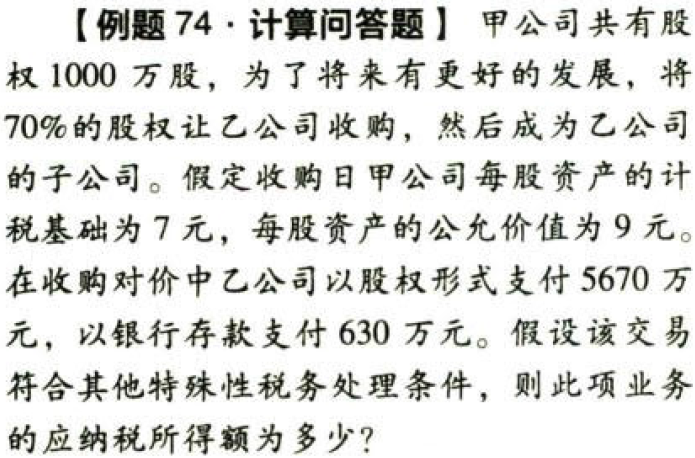 【例题 74·计算问答题】 甲公司共有股
权 1000 万股，为了将来有更好的发展，将
70%的股权让乙公司收购，然后成为乙公司
的子公司。假定收购日甲公司每股资产的计
税基础为 7 元，每股资产的公允价值为 9 元。
在收购对价中乙公司以股权形式支付 5670 万
元，以银行存款支付 630 万元。假设该交易
符合其他特殊性税务处理条件，则此项业务
的应纳税所得额为多少?